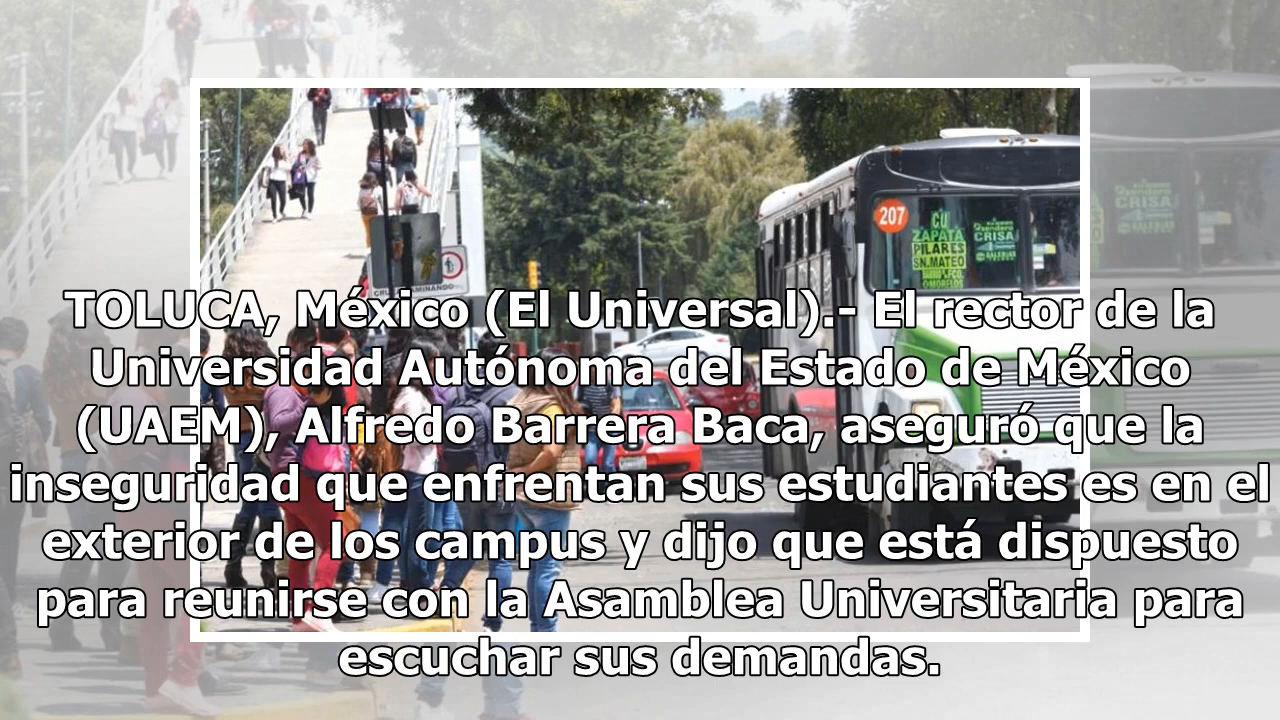 207
CU
ZAPATA
PILARES
SN.MATEO
CRISA
TOLUCA, México (El Universal).- El rector de la
Universidad Autónoma del Estado de México
(UAEM), Alfredo Barrera Baca, aseguró que la
inseguridad que enfrentan sus estudiantes es en el
exterior de los campus y dijo que está dispuesto
para reunirse con la Asamblea Universitaria para
escuchar sus demandas.